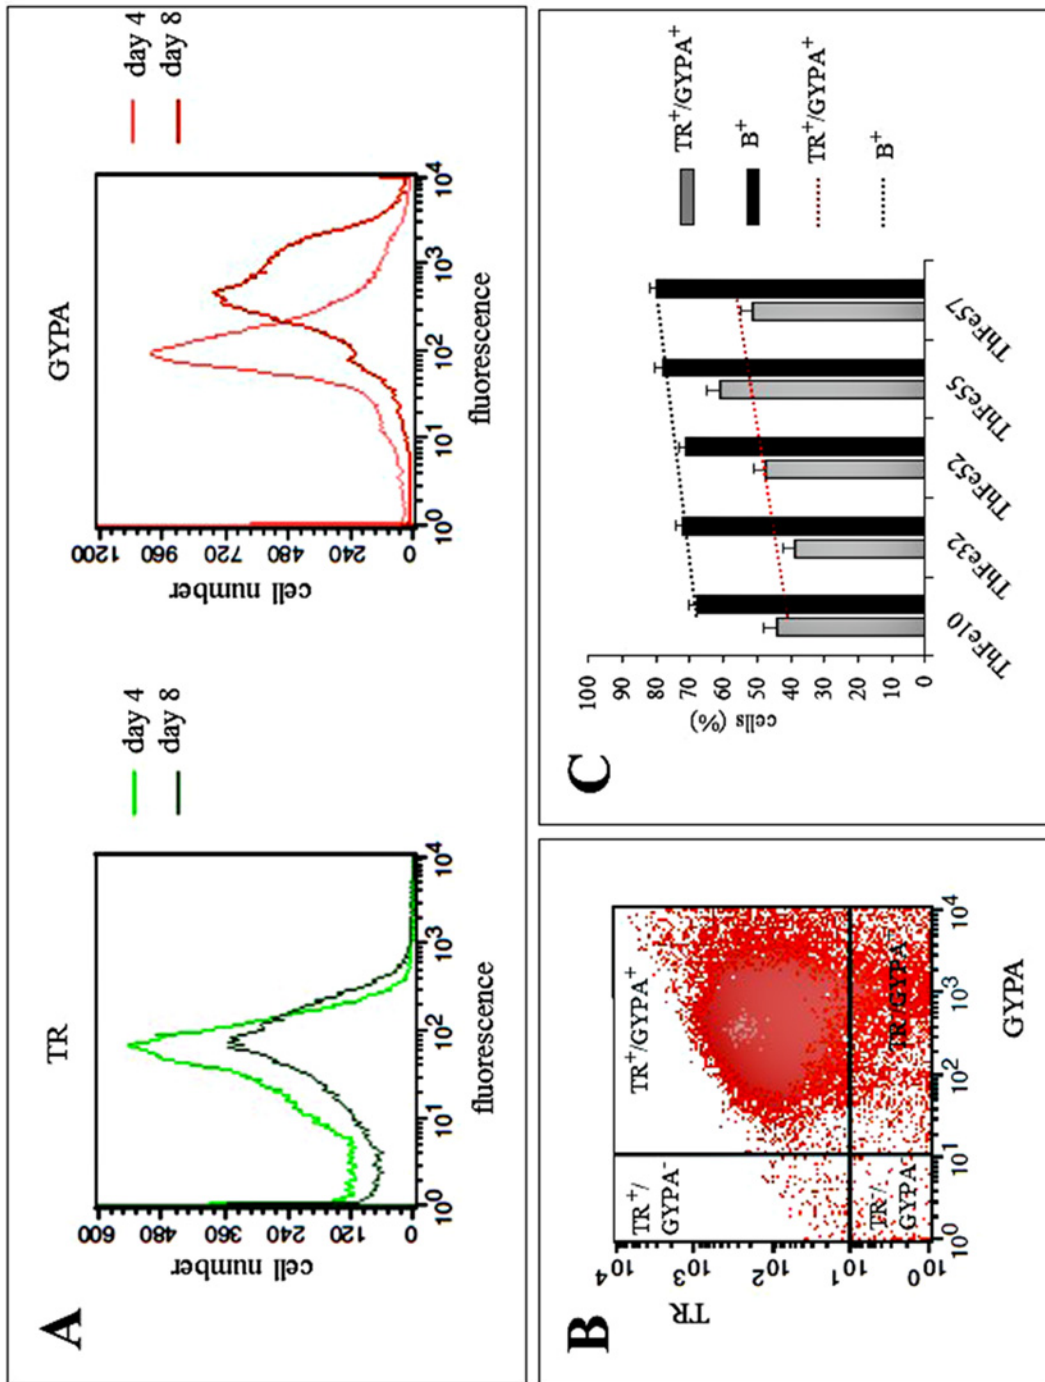 A
TR
cell number
600
480
360
240
120
0
10⁰
10¹
10²
10³
10⁴
fluorescence
day 4
day 8
GYPA
cell number
1200
960
720
480
240
0
10⁰
10¹
10²
10³
10⁴
fluorescence
day 4
day 8
B
TR
10⁴
10³
10²
10¹
10⁰
TR⁺/
GYPA⁻
TR⁺/GYPA⁺
TR⁻/
GYPA⁻
TR⁻/GYPA⁺
10⁰
10¹
10²
10³
10⁴
GYPA
C
cells (%)
100
90
80
70
60
50
40
30
20
10
0
ThFe10
ThFe32
ThFe52
ThFe55
ThFe57
TR⁺/GYPA⁺
B⁺
TR⁺/GYPA⁺
B⁺